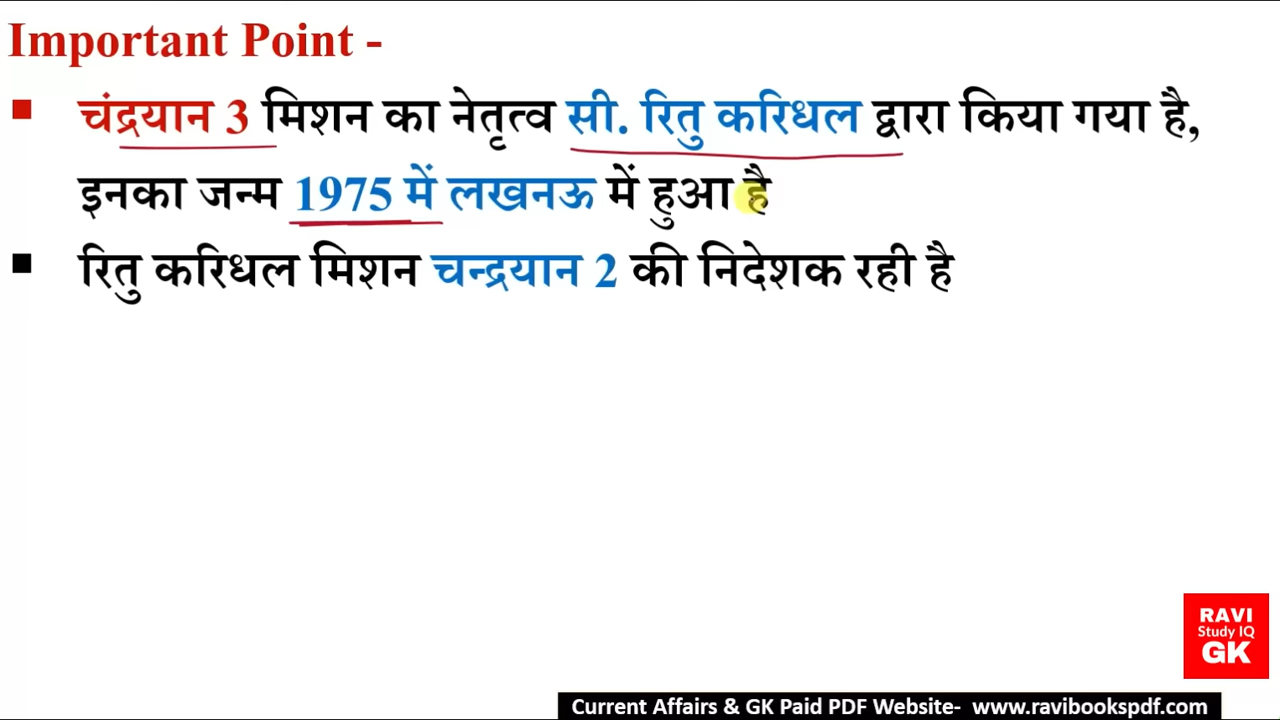 Important Point -
▪ चंद्रयान 3 मिशन का नेतृत्व सी. रितु करिधल द्वारा किया गया है,
इनका जन्म 1975 में लखनऊ में हुआ है
▪ रितु करिधल मिशन चन्द्रयान 2 की निदेशक रही है
RAVI
Study IQ
GK
Current Affairs & GK Paid PDF Website- www.ravibookspdf.com